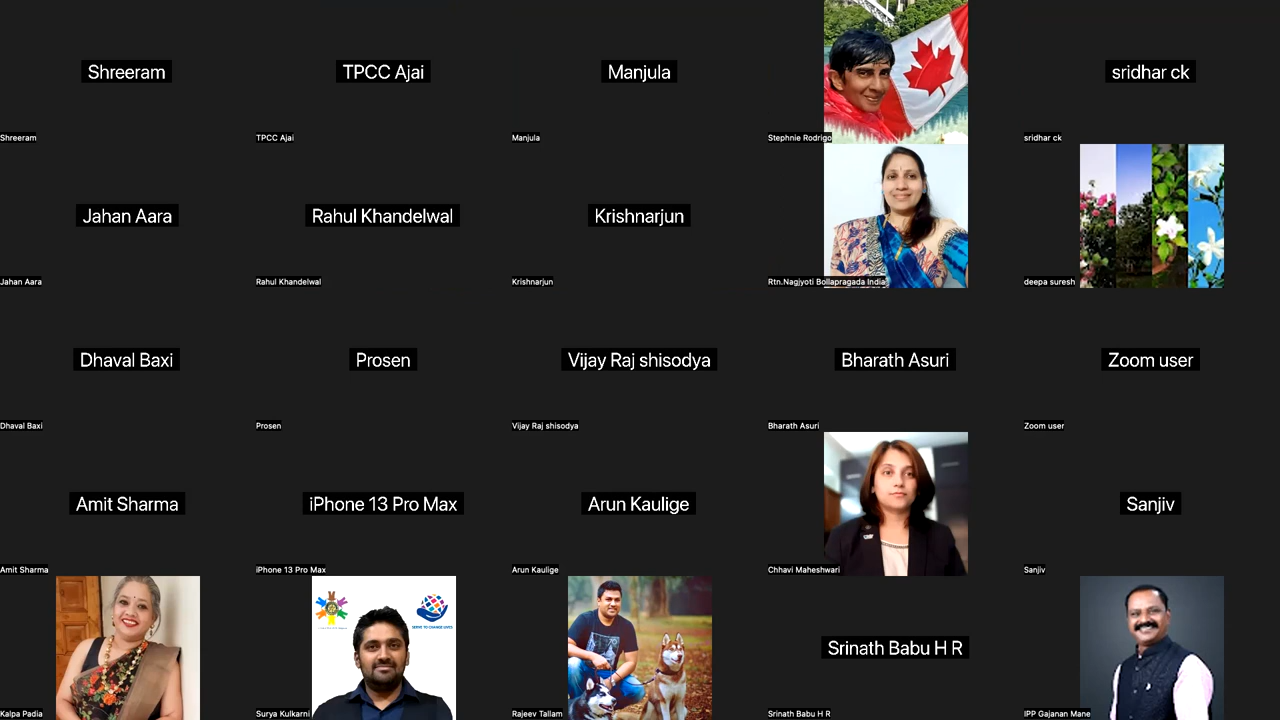 Shreeram
TPCC Ajai
Manjula
sridhar ck
Shreeram
TPCC Ajai
Manjula
Stephnie Rodrigo
sridhar ck
Jahan Aara
Rahul Khandelwal
Krishnarjun
Jahan Aara
Rahul Khandelwal
Krishnarjun
Rtn.Nagjyoti Bollapragada India
deepa suresh
Dhaval Baxi
Prosen
Vijay Raj shisodya
Bharath Asuri
Zoom user
Dhaval Baxi
Prosen
Vijay Raj shisodya
Bharath Asuri
Zoom user
Amit Sharma
iPhone 13 Pro Max
Arun Kaulige
Sanjiv
Amit Sharma
iPhone 13 Pro Max
Arun Kaulige
Chhavi Maheshwari
Sanjiv
SERVE TO CHANGE LIVES
Srinath Babu H R
Kalpa Padia
Surya Kulkarni
Rajeev Tallam
Srinath Babu H R
IPP Gajanan Mane